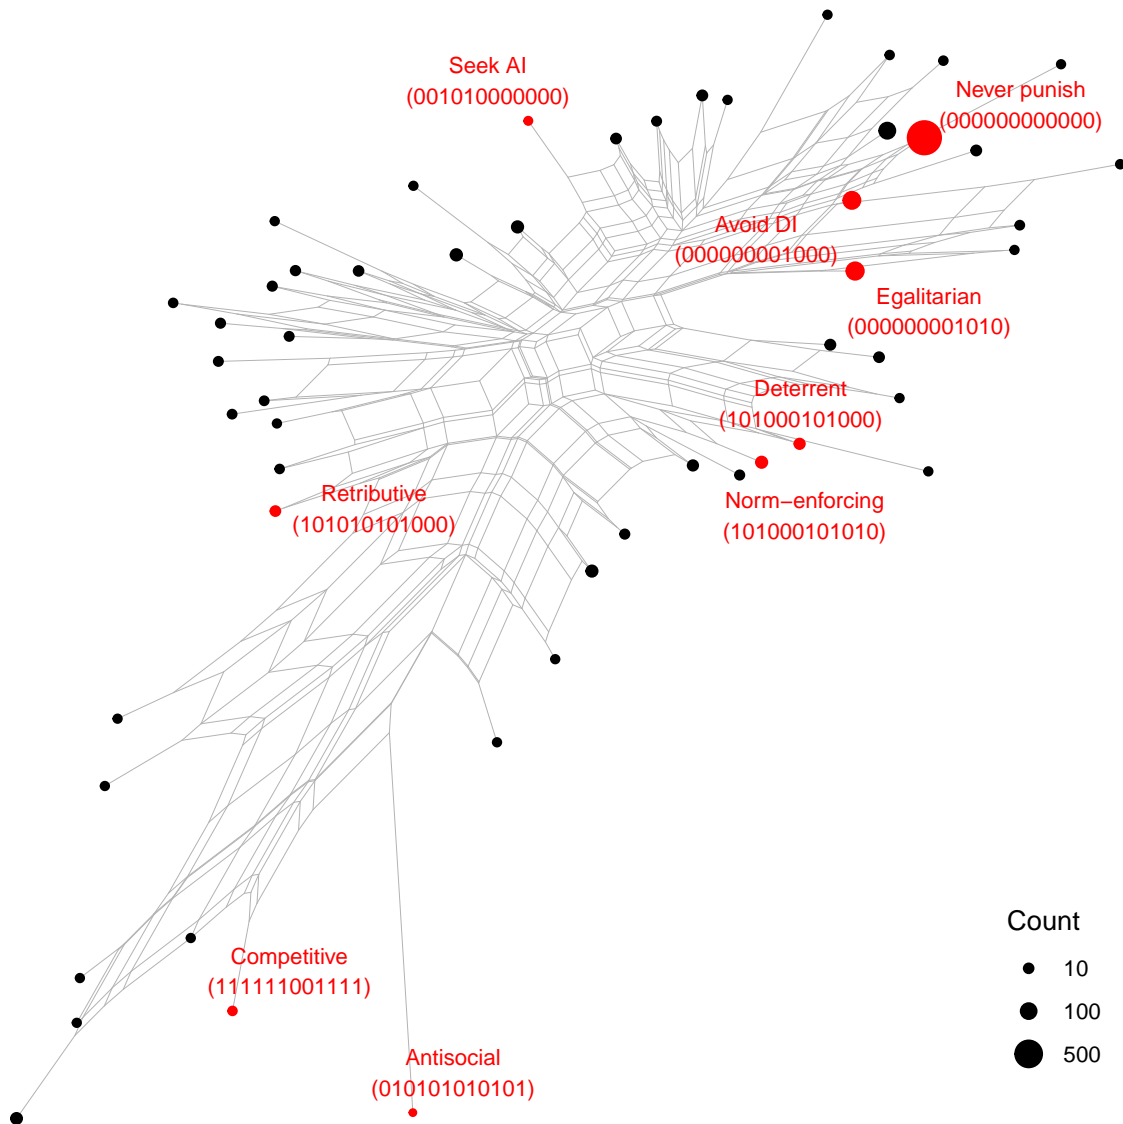 Seek AI
(001010000000)
Never punish
(000000000000)
Avoid DI
(000000001000)
Egalitarian
(000000001010)
Deterrent
(101000101000)
Retributive
(101010101000)
Norm−enforcing
(101000101010)
Count
10
100
500
Competitive
(111111001111)
Antisocial
(010101010101)